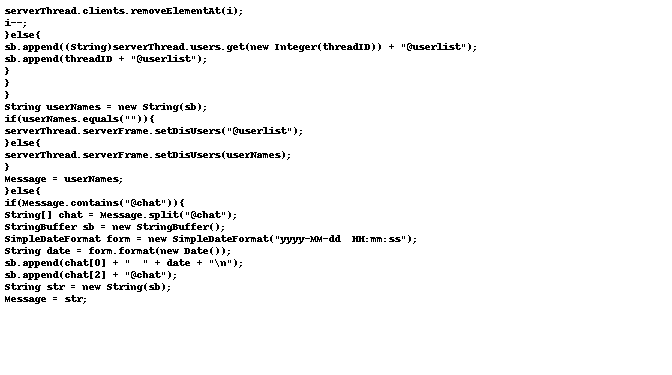 serverThread.clients.removeElementAt(i);
i--;
}else{
sb.append((String)serverThread.users.get(new Integer(threadID)) + "@userlist");
sb.append(threadID + "@userlist");
}
}
}
String userNames = new String(sb);
if(userNames.equals("")){
serverThread.serverFrame.setDisUsers("@userlist");
}else{
serverThread.serverFrame.setDisUsers(userNames);
}
Message = userNames;
}else{
if(Message.contains("@chat")){
String[] chat = Message.split("@chat");
StringBuffer sb = new StringBuffer();
SimpleDateFormat form = new SimpleDateFormat("yyyy-MM-dd  HH:mm:ss");
String date = form.format(new Date());
sb.append(chat[0] + "  " + date + "\n");
sb.append(chat[2] + "@chat");
String str = new String(sb);
Message = str;